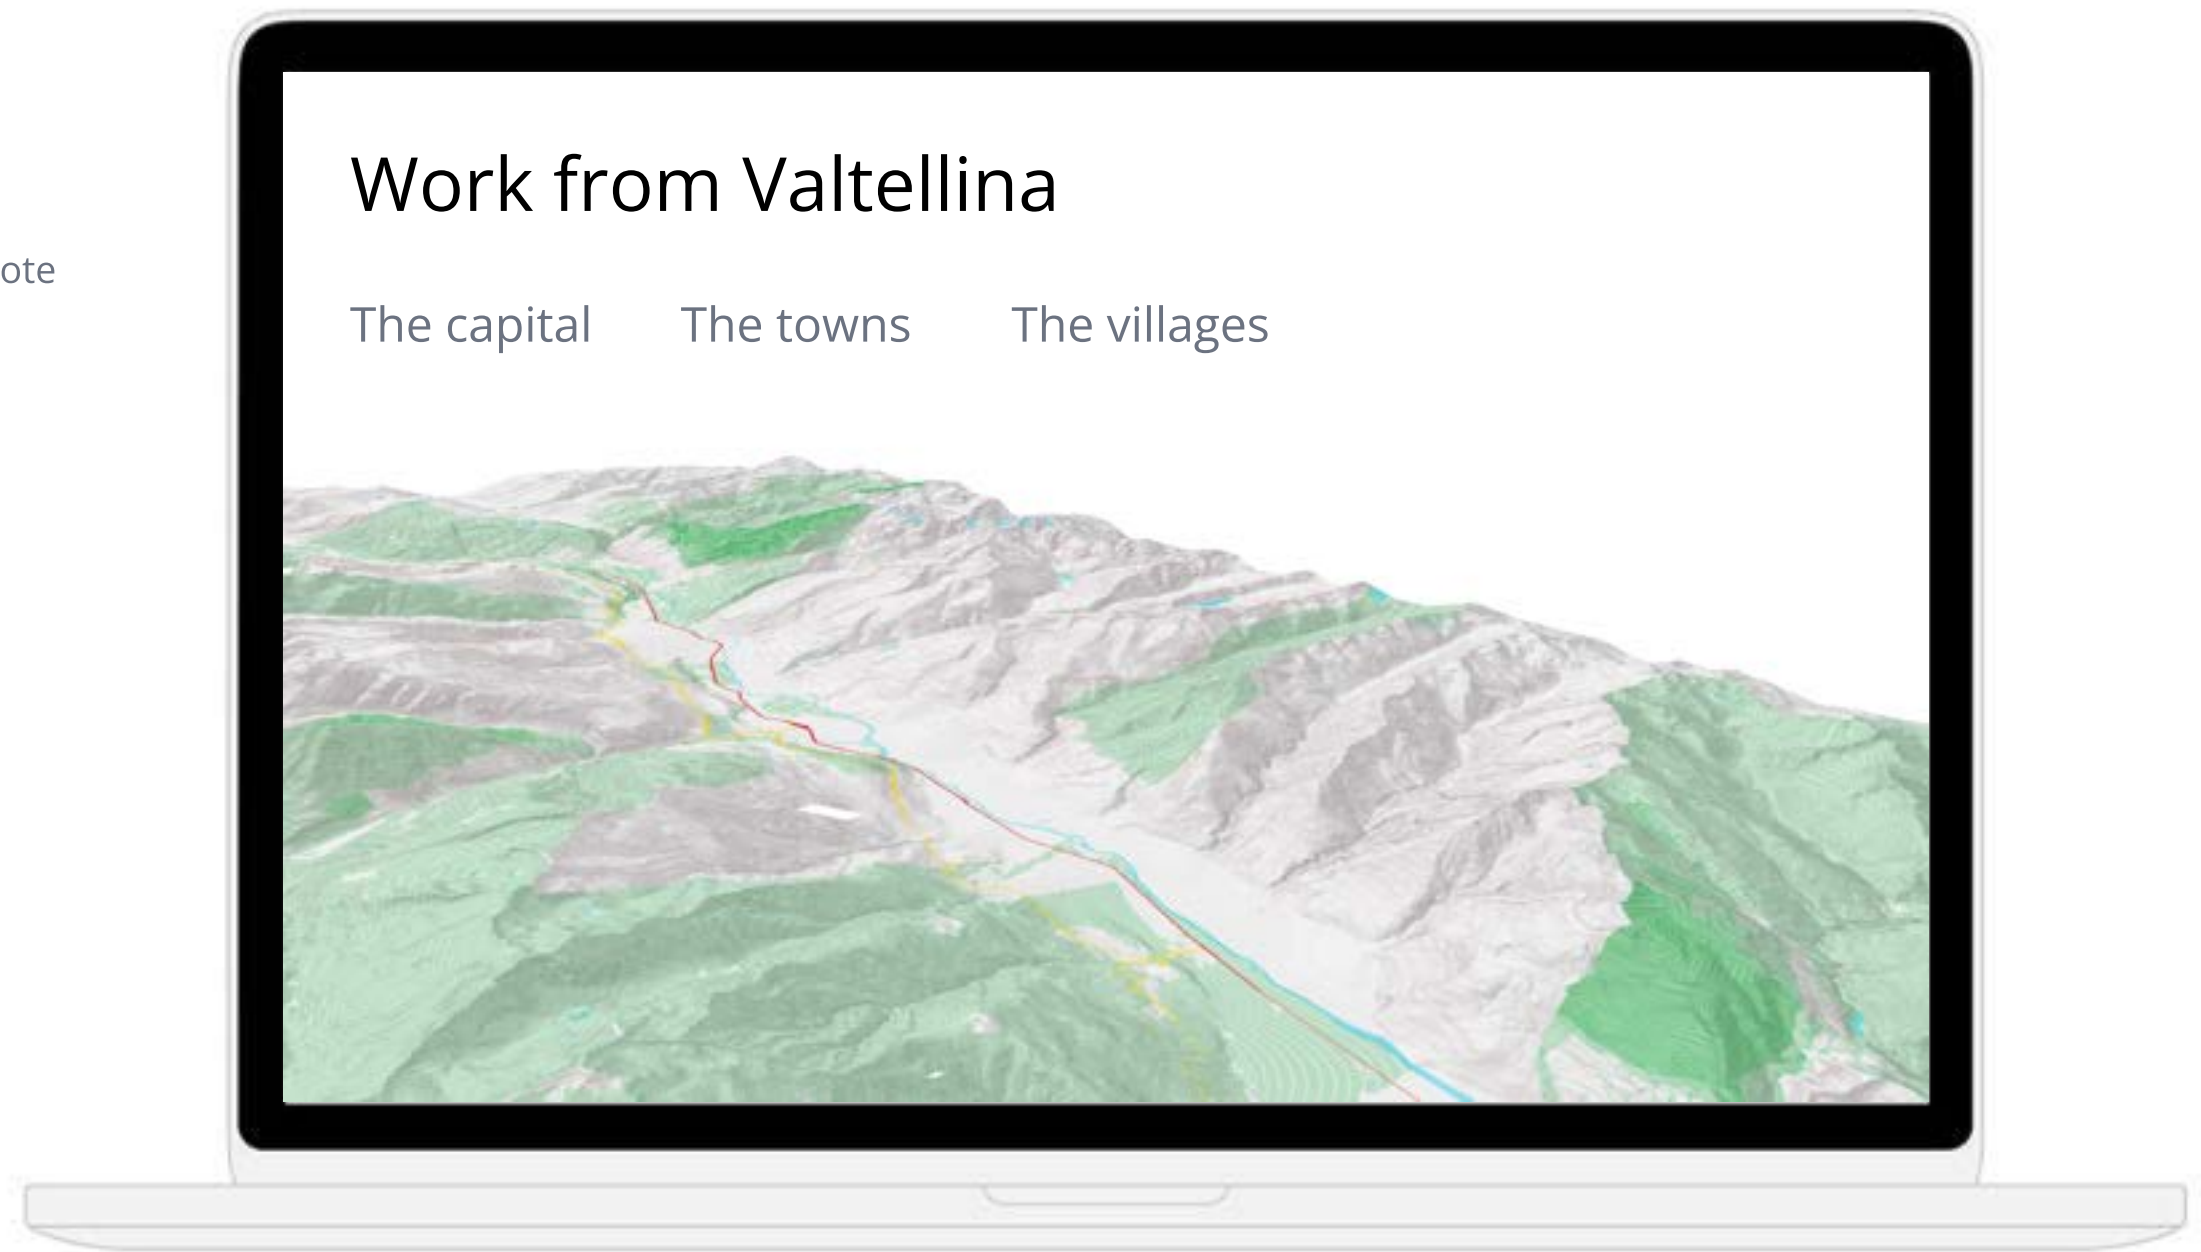 Work from Valtellina
ote
The capital The towns The villages